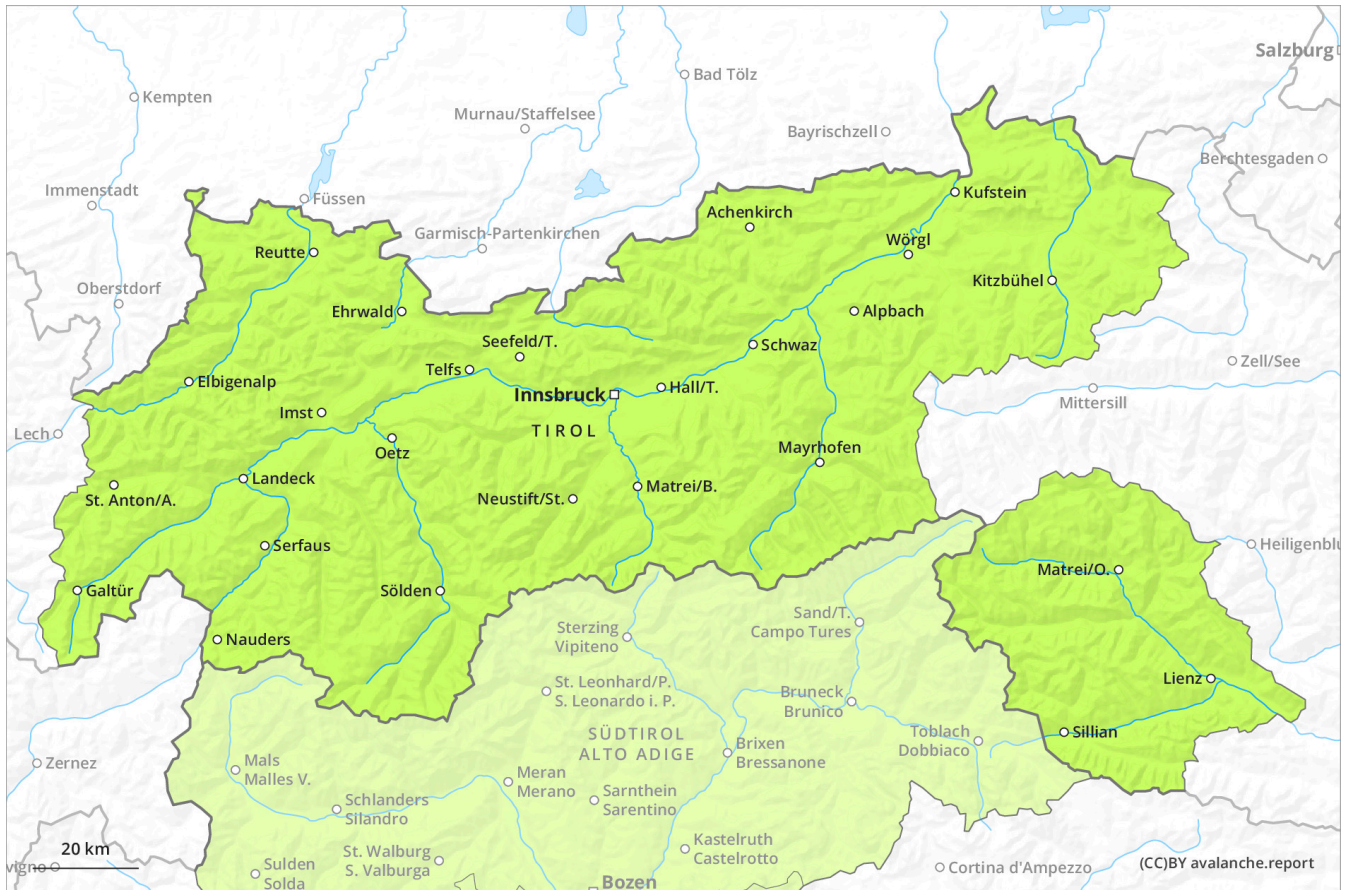 Salzburg
Bad Tölz
Kempten
Murnau/Staffelsee
Bayrischzell
Berchtesgaden
Immenstadt
Füssen
Kufstein
Achenkirch
Garmisch-Partenkirchen
Wörgl
Reutte
Kitzbühel
Oberstdorf
Ehrwald
Alpbach
Seefeld/T.
Schwaz
Zell/See
Telfs
Elbigenalp
Hall/T.
Innsbruck
Mittersill
Imst
TIROL
Lech
Oetz
Mayrhofen
Landeck
Matrei/B.
St. Anton/A.
Neustift/St.
Serfaus
Heiligenblu
Matrei/O.
Galtür
Sölden
Sand/T.
Campo Tures
Sterzing
Vipiteno
Nauders
Lienz
St. Leonhard/P.
S. Leonardo i. P.
Bruneck
Brunico
SÜDTIROL
ALTO ADIGE
Toblach
Dobbiaco
Sillian
Brixen
Bressanone
Zernez
Mals
Malles V.
Meran
Merano
Sarnthein
Sarentino
Schlanders
Silandro
Kastelruth
Castelrotto
20 km
St. Walburg
S. Valburga
vigno
Sulden
Solda
Cortina d'Ampezzo
(CC)BY avalanche.report
Bozen